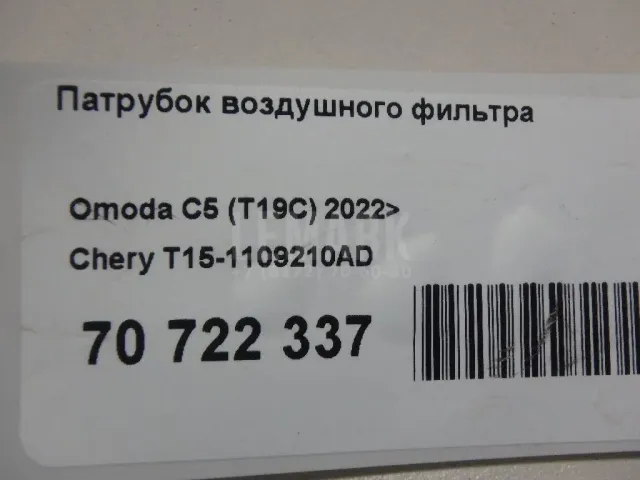 Патрубок воздушного фильтра
Omoda C5 (T19C) 2022>
Chery T15-1109210AD
70 722 337